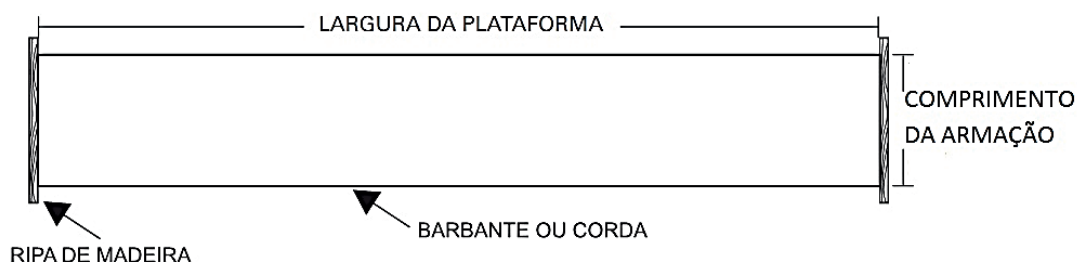 LARGURA DA PLATAFORMA
COMPRIMENTO
DA ARMAÇÃO
BARBANTE OU CORDA
RIPA DE MADEIRA